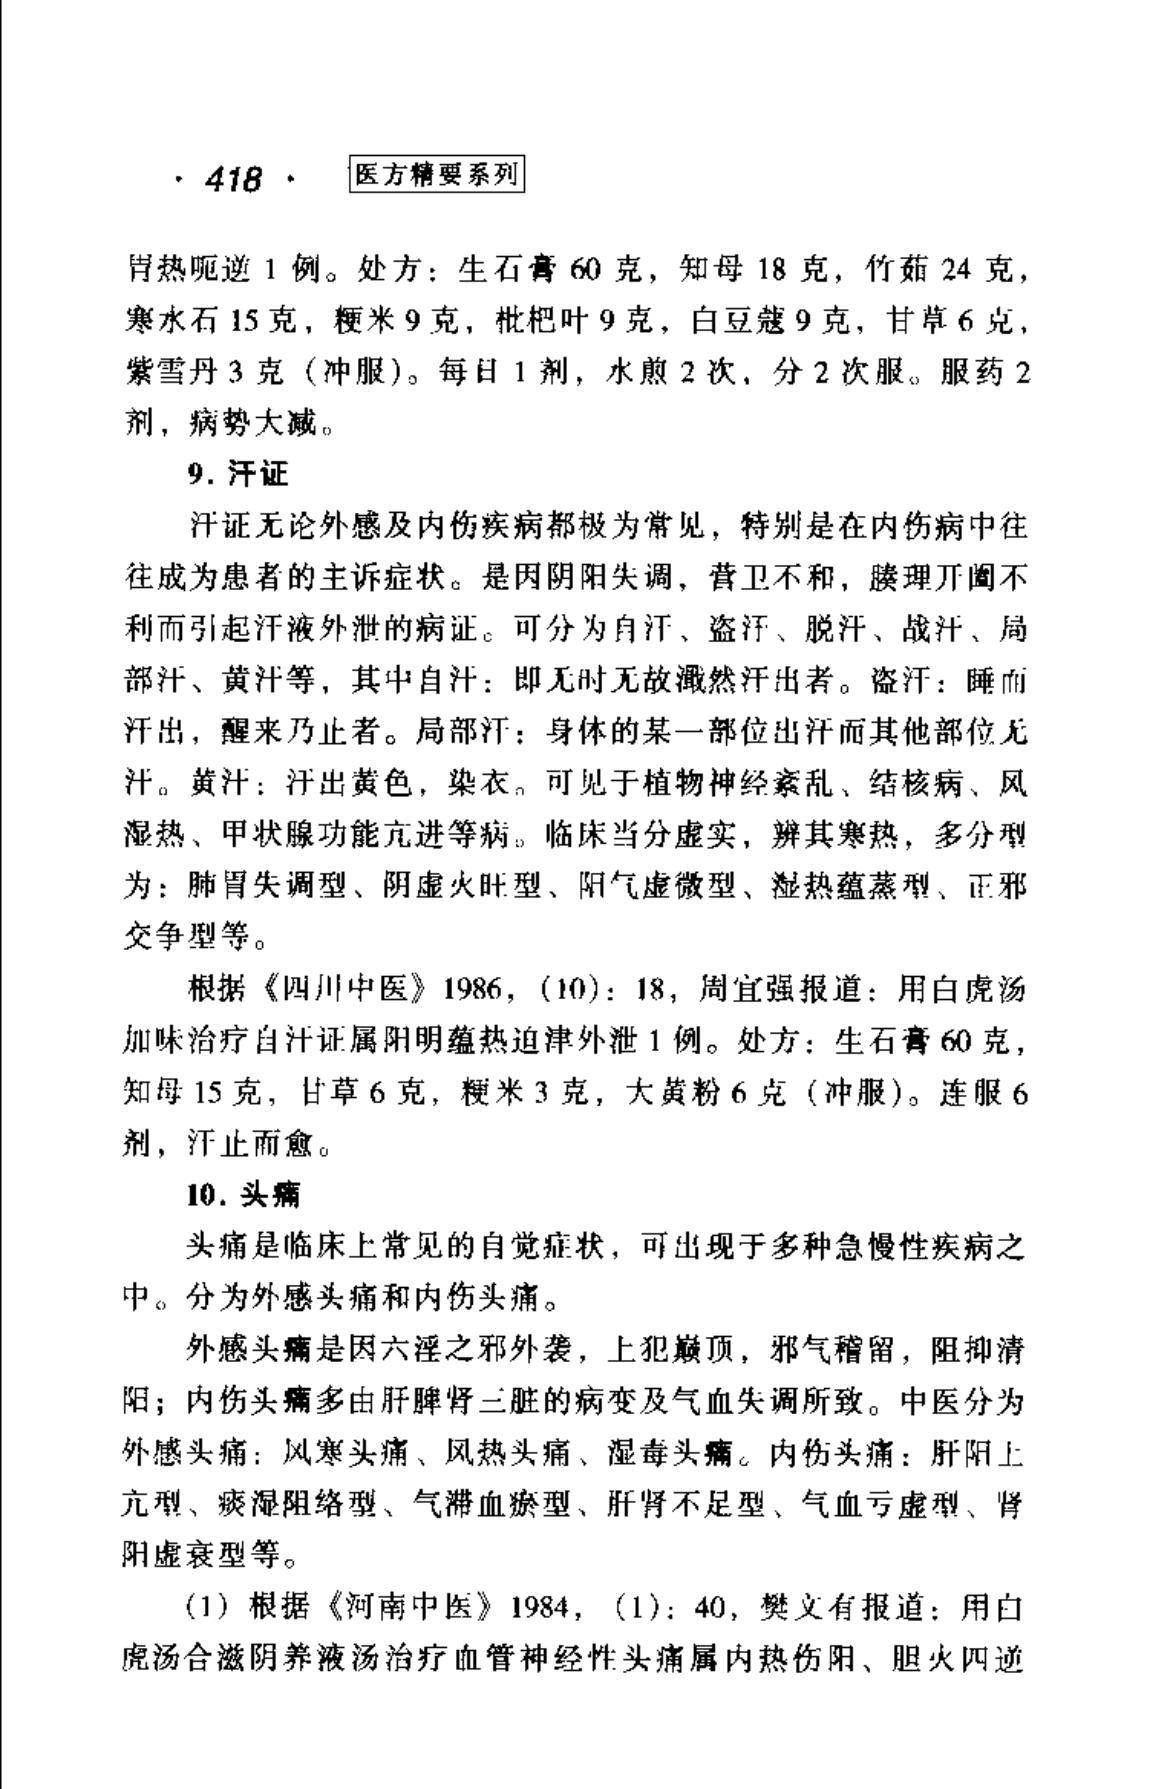 · 418 · 医方精要系列
胃热呃逆 1 例。处方：生石膏 60 克，知母 18 克，竹茹 24 克，
寒水石 15 克，粳米 9 克，枇杷叶 9 克，白豆蔻 9 克，甘草 6 克，
紫雪丹 3 克（冲服）。每日 1 剂，水煎 2 次，分 2 次服。服药 2
剂，病势大减。
9. 汗证
汗证无论外感及内伤疾病都极为常见，特别是在内伤病中往
往成为患者的主诉症状。是因阴阳失调，营卫不和，腠理开阖不
利而引起汗液外泄的病证。可分为自汗、盗汗、脱汗、战汗、局
部汗、黄汗等，其中自汗：即无时无故濈然汗出者。盗汗：睡而
汗出，醒来乃止者。局部汗：身体的某一部位出汗而其他部位无
汗。黄汗：汗出黄色，染衣。可见于植物神经紊乱、结核病、风
湿热、甲状腺功能亢进等病。临床当分虚实，辨其寒热，多分型
为：肺胃失调型、阴虚火旺型、阳气虚微型、湿热蕴蒸型、正邪
交争型等。
根据《四川中医》1986，（10）：18，周宜强报道：用白虎汤
加味治疗自汗证属阳明蕴热迫津外泄 1 例。处方：生石膏 60 克，
知母 15 克，甘草 6 克，粳米 3 克，大黄粉 6 克（冲服）。连服 6
剂，汗止而愈。
10. 头痛
头痛是临床上常见的自觉症状，可出现于多种急慢性疾病之
中。分为外感头痛和内伤头痛。
外感头痛是因六淫之邪外袭，上犯巅顶，邪气稽留，阻抑清
阳；内伤头痛多由肝脾肾三脏的病变及气血失调所致。中医分为
外感头痛：风寒头痛、风热头痛、湿毒头痛。内伤头痛：肝阳上
亢型、痰湿阻络型、气滞血瘀型、肝肾不足型、气血亏虚型、肾
阳虚衰型等。
（1）根据《河南中医》1984，（1）：40，樊文有报道：用白
虎汤合滋阴养液汤治疗血管神经性头痛属内热伤阳、胆火四逆